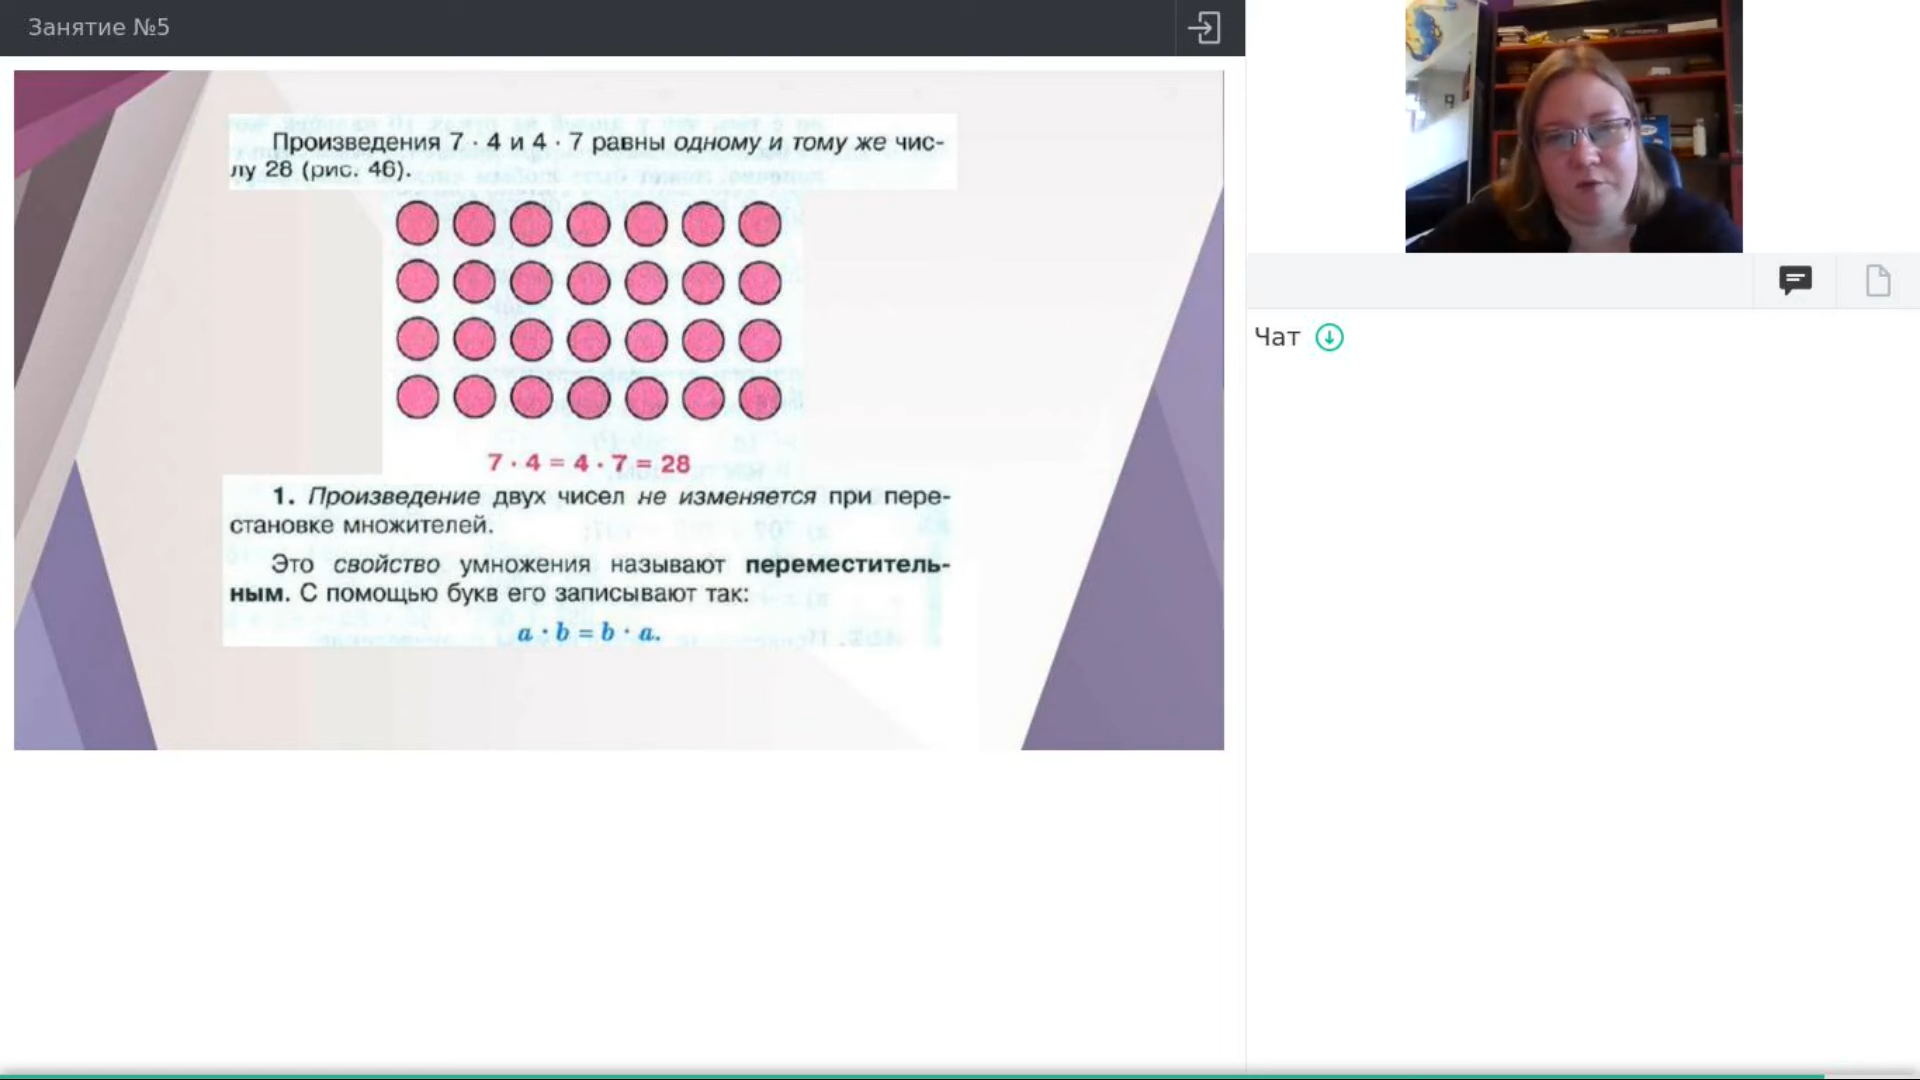 Занятие №5
Произведения 7 · 4 и 4 · 7 равны одному и тому же чис-
лу 28 (рис. 46).
7 · 4 = 4 · 7 = 28
1. Произведение двух чисел не изменяется при пере-
становке множителей.
Это свойство умножения называют переместитель-
ным. С помощью букв его записывают так:
a · b = b · a.
Чат